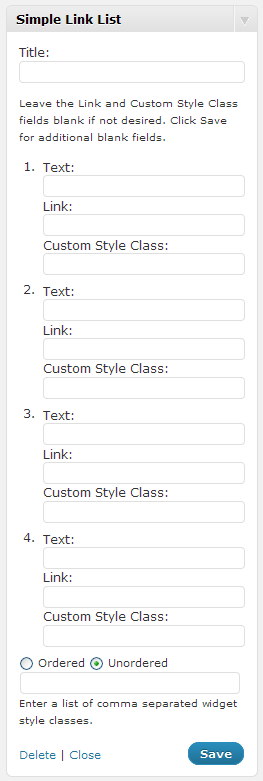 Simple Link List
Title:
Leave the Link and Custom Style Class
fields blank if not desired. Click Save
for additional blank fields.
1. Text:
Link:
Custom Style Class:
2. Text:
Link:
Custom Style Class:
3. Text:
Link:
Custom Style Class:
4. Text:
Link:
Custom Style Class:
Ordered Unordered
Enter a list of comma separated widget
style classes.
Delete | Close Save